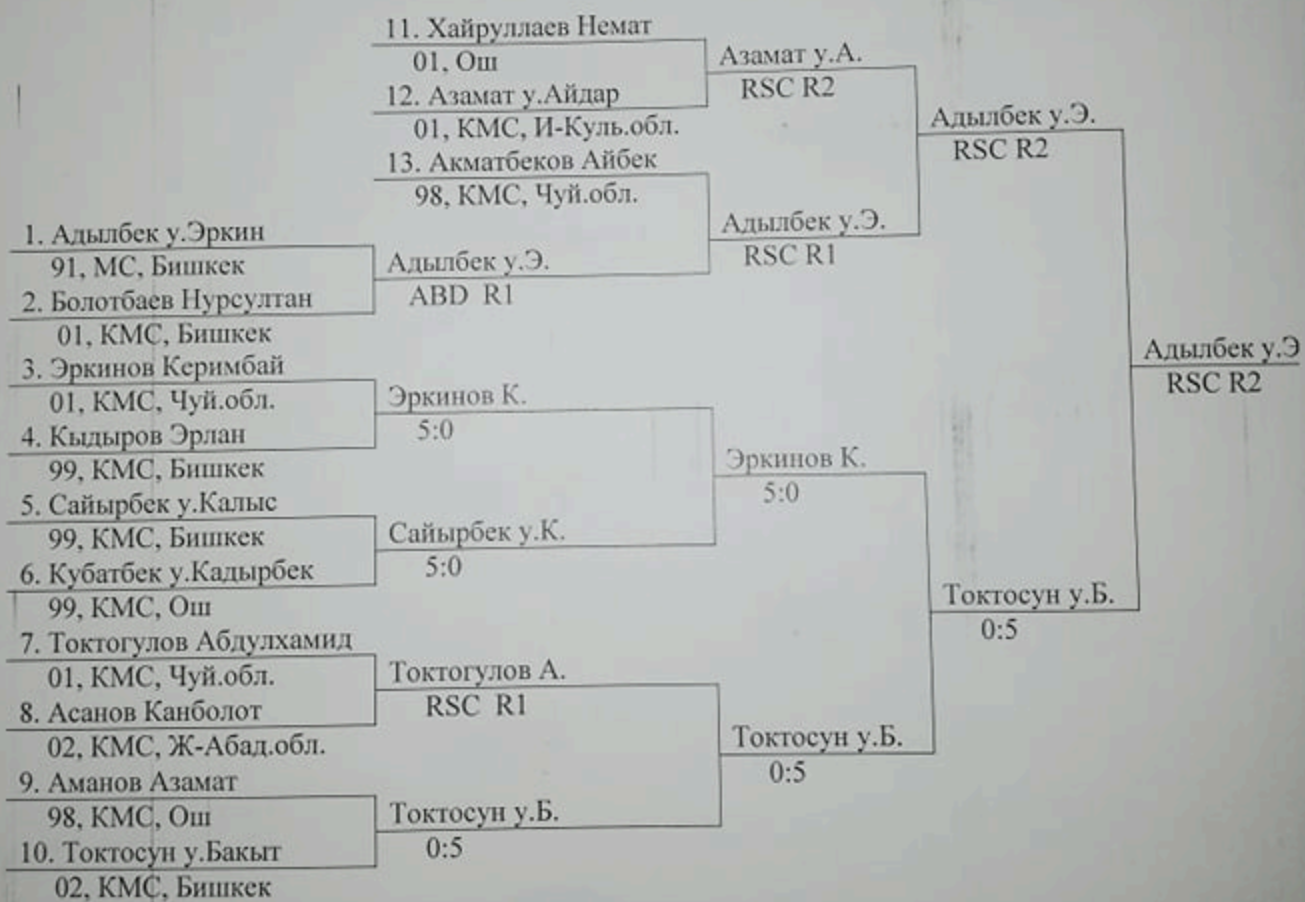 11. Хайруллаев Немат
01, Ош
12. Азамат у.Айдар
01, КМС, И-Куль.обл.
13. Акматбеков Айбек
98, КМС, Чуй.обл.
1. Адылбек у.Эркин
91, МС, Бишкек
2. Болотбаев Нурсултан
01, КМС, Бишкек
3. Эркинов Керимбай
01, КМС, Чуй.обл.
4. Кыдыров Эрлан
99, КМС, Бишкек
5. Сайырбек у.Калыс
99, КМС, Бишкек
6. Кубатбек у.Кадырбек
99, КМС, Ош
7. Токтогулов Абдулхамид
01, КМС, Чуй.обл.
8. Асанов Канболот
02, КМС, Ж-Абад.обл.
9. Аманов Азамат
98, КМС, Ош
10. Токтосун у.Бакыт
02, КМС, Бишкек
Адылбек у.Э.
ABD R1
Эркинов К.
5:0
Сайырбек у.К.
5:0
Токтогулов А.
RSC R1
Токтосун у.Б.
0:5
Азамат у.А.
RSC R2
Адылбек у.Э.
RSC R1
Эркинов К.
5:0
Токтосун у.Б.
0:5
Адылбек у.Э.
RSC R2
Токтосун у.Б.
0:5
Адылбек у.Э
RSC R2